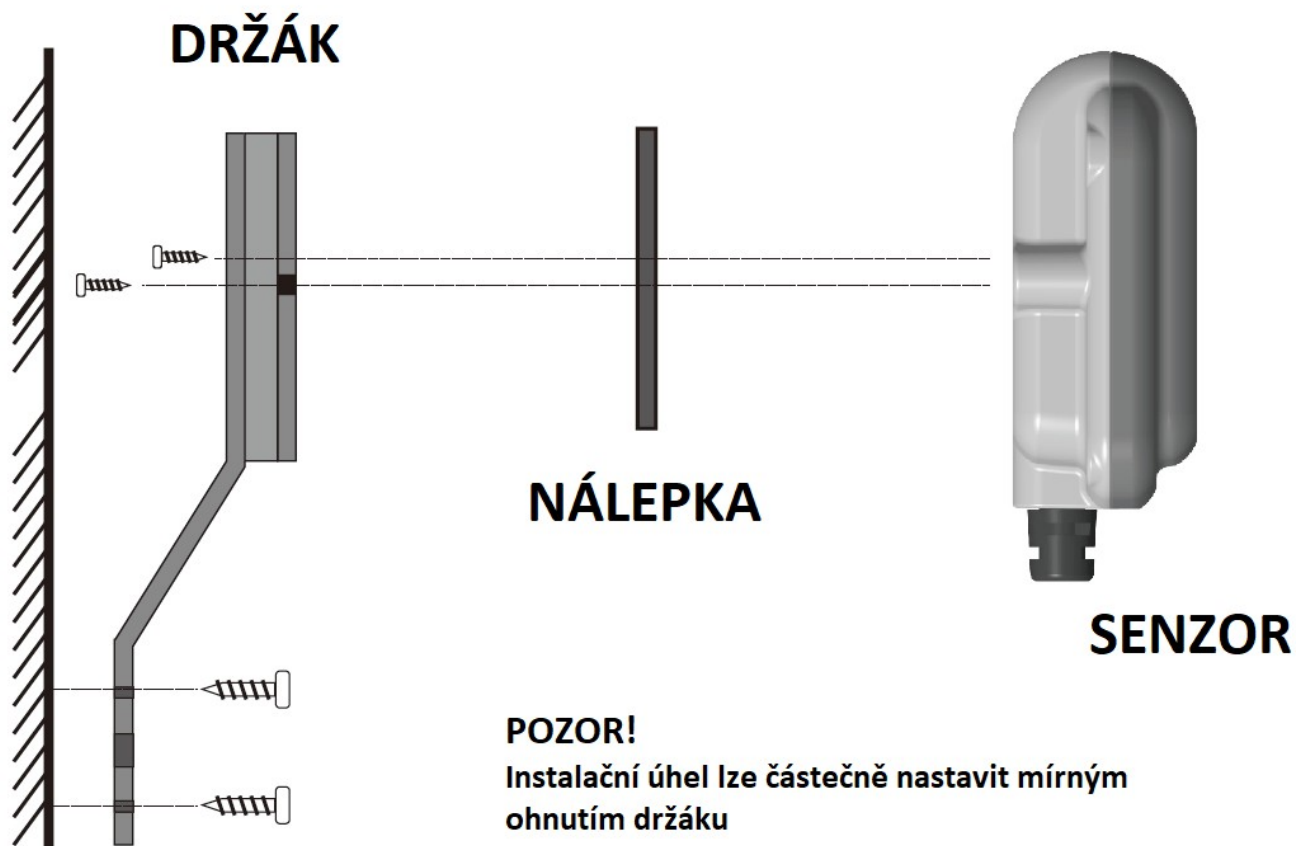 DRŽÁK
NÁLEPKA
SENZOR
POZOR!
Instalační úhel lze částečně nastavit mírným
ohnutím držáku